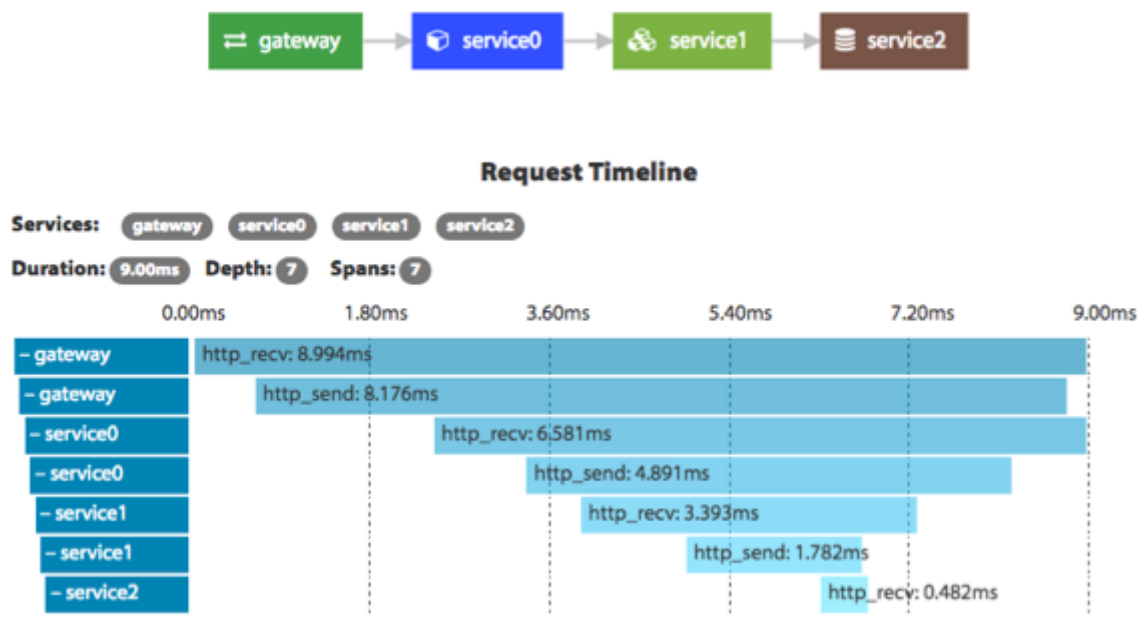 gateway service0 service1 service2
Request Timeline
Services: gateway service0 service1 service2
Duration: 9.00ms Depth: 7 Spans: 7
0.00ms 1.80ms 3.60ms 5.40ms 7.20ms 9.00ms
– gateway http_recv: 8.994ms
– gateway http_send: 8.176ms
– service0 http_recv: 6.581ms
– service0 http_send: 4.891ms
– service1 http_recv: 3.393ms
– service1 http_send: 1.782ms
– service2 http_recv: 0.482ms